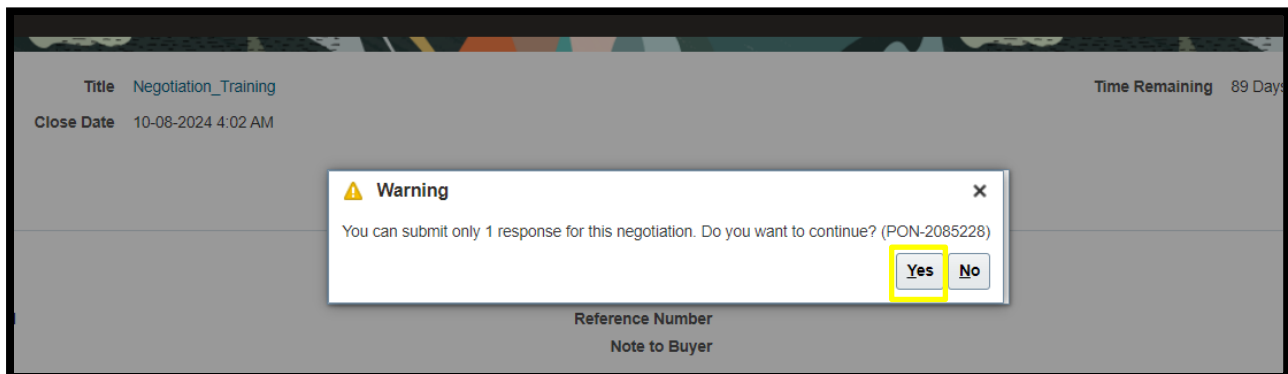 Title Negotiation_Training
Time Remaining 89 Days
Close Date 10-08-2024 4:02 AM
Warning
You can submit only 1 response for this negotiation. Do you want to continue? (PON-2085228)
Yes No
Reference Number
Note to Buyer